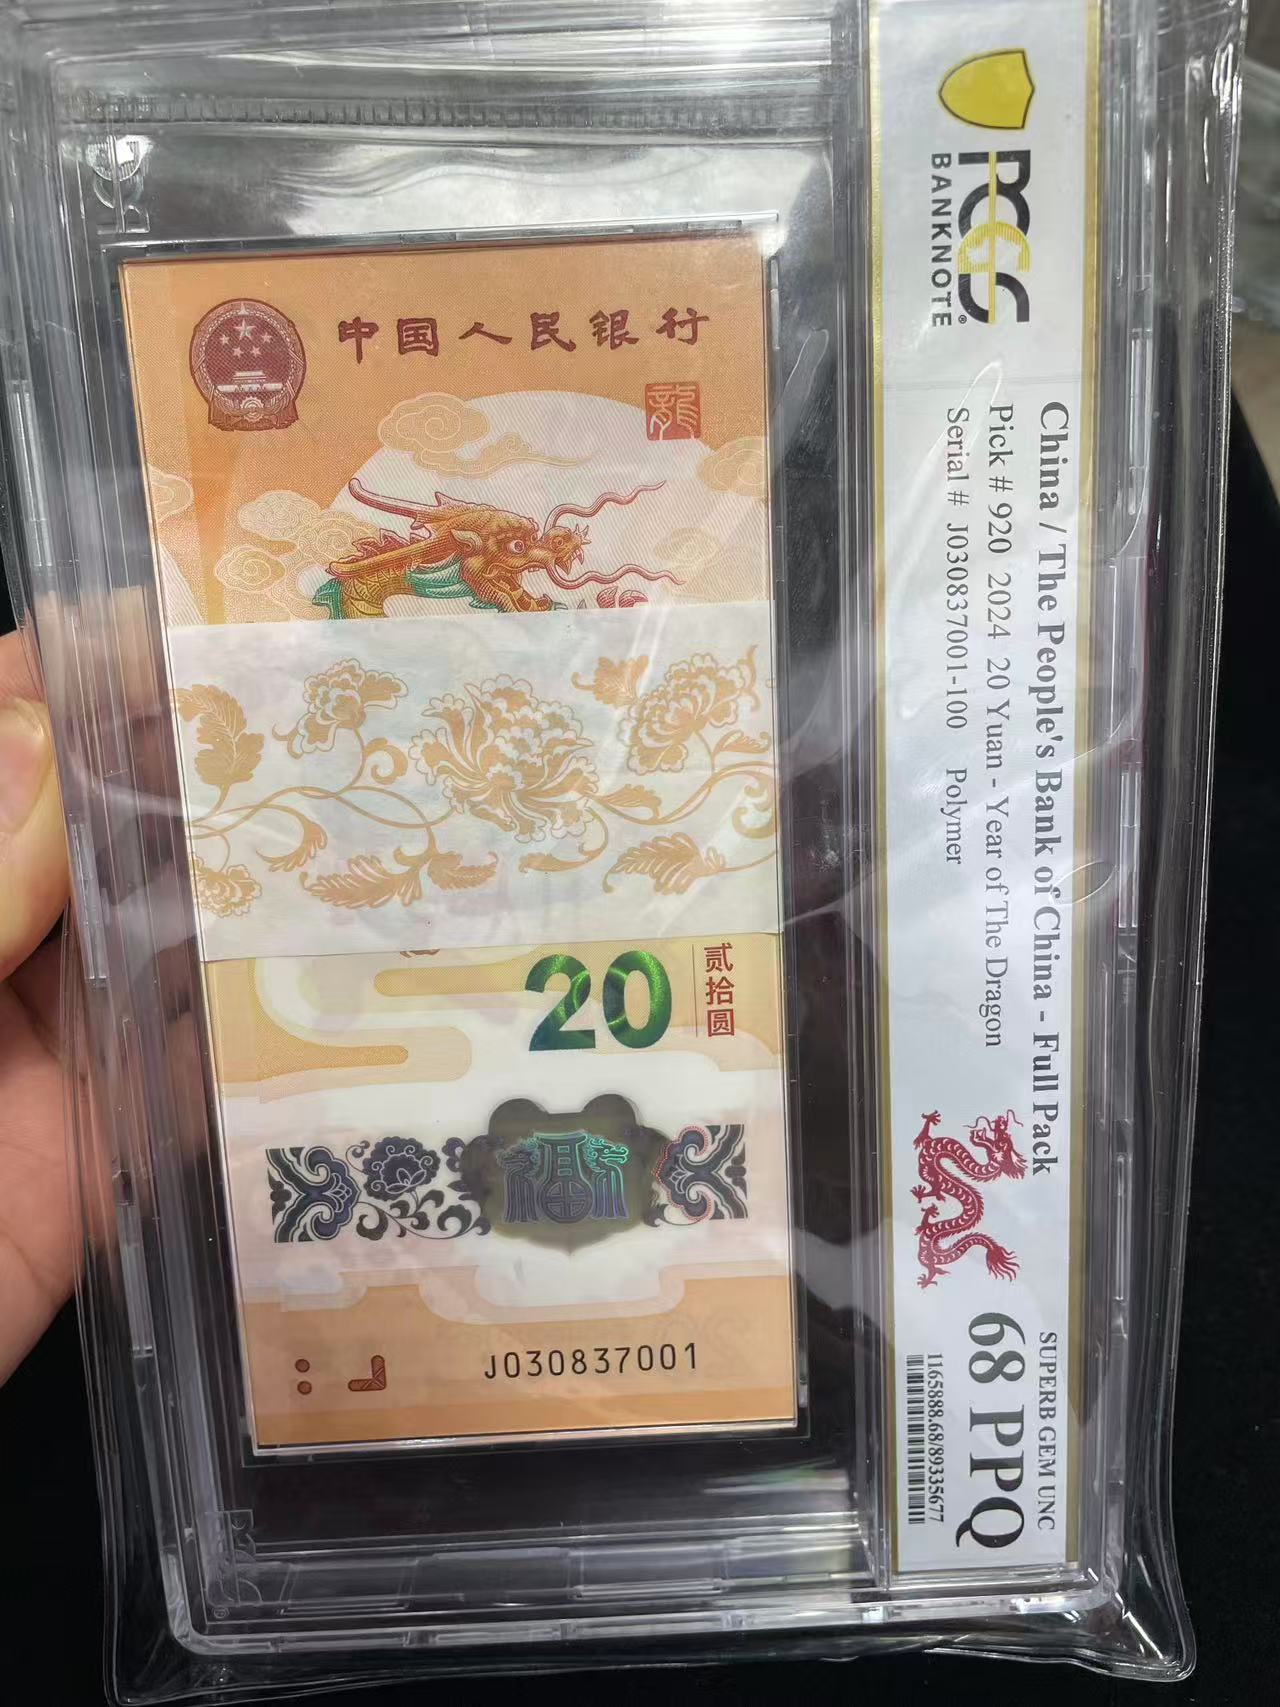 中国人民银行
龍
20
贰拾圆
福
J030837001
PCGS
BANKNOTE
China / The People's Bank of China - Full Pack
Pick # 920 2024 20 Yuan - Year of The Dragon
Serial # J030837001-100 Polymer
SUPERB GEM UNC
68 PPQ
11.65888.68/89335677